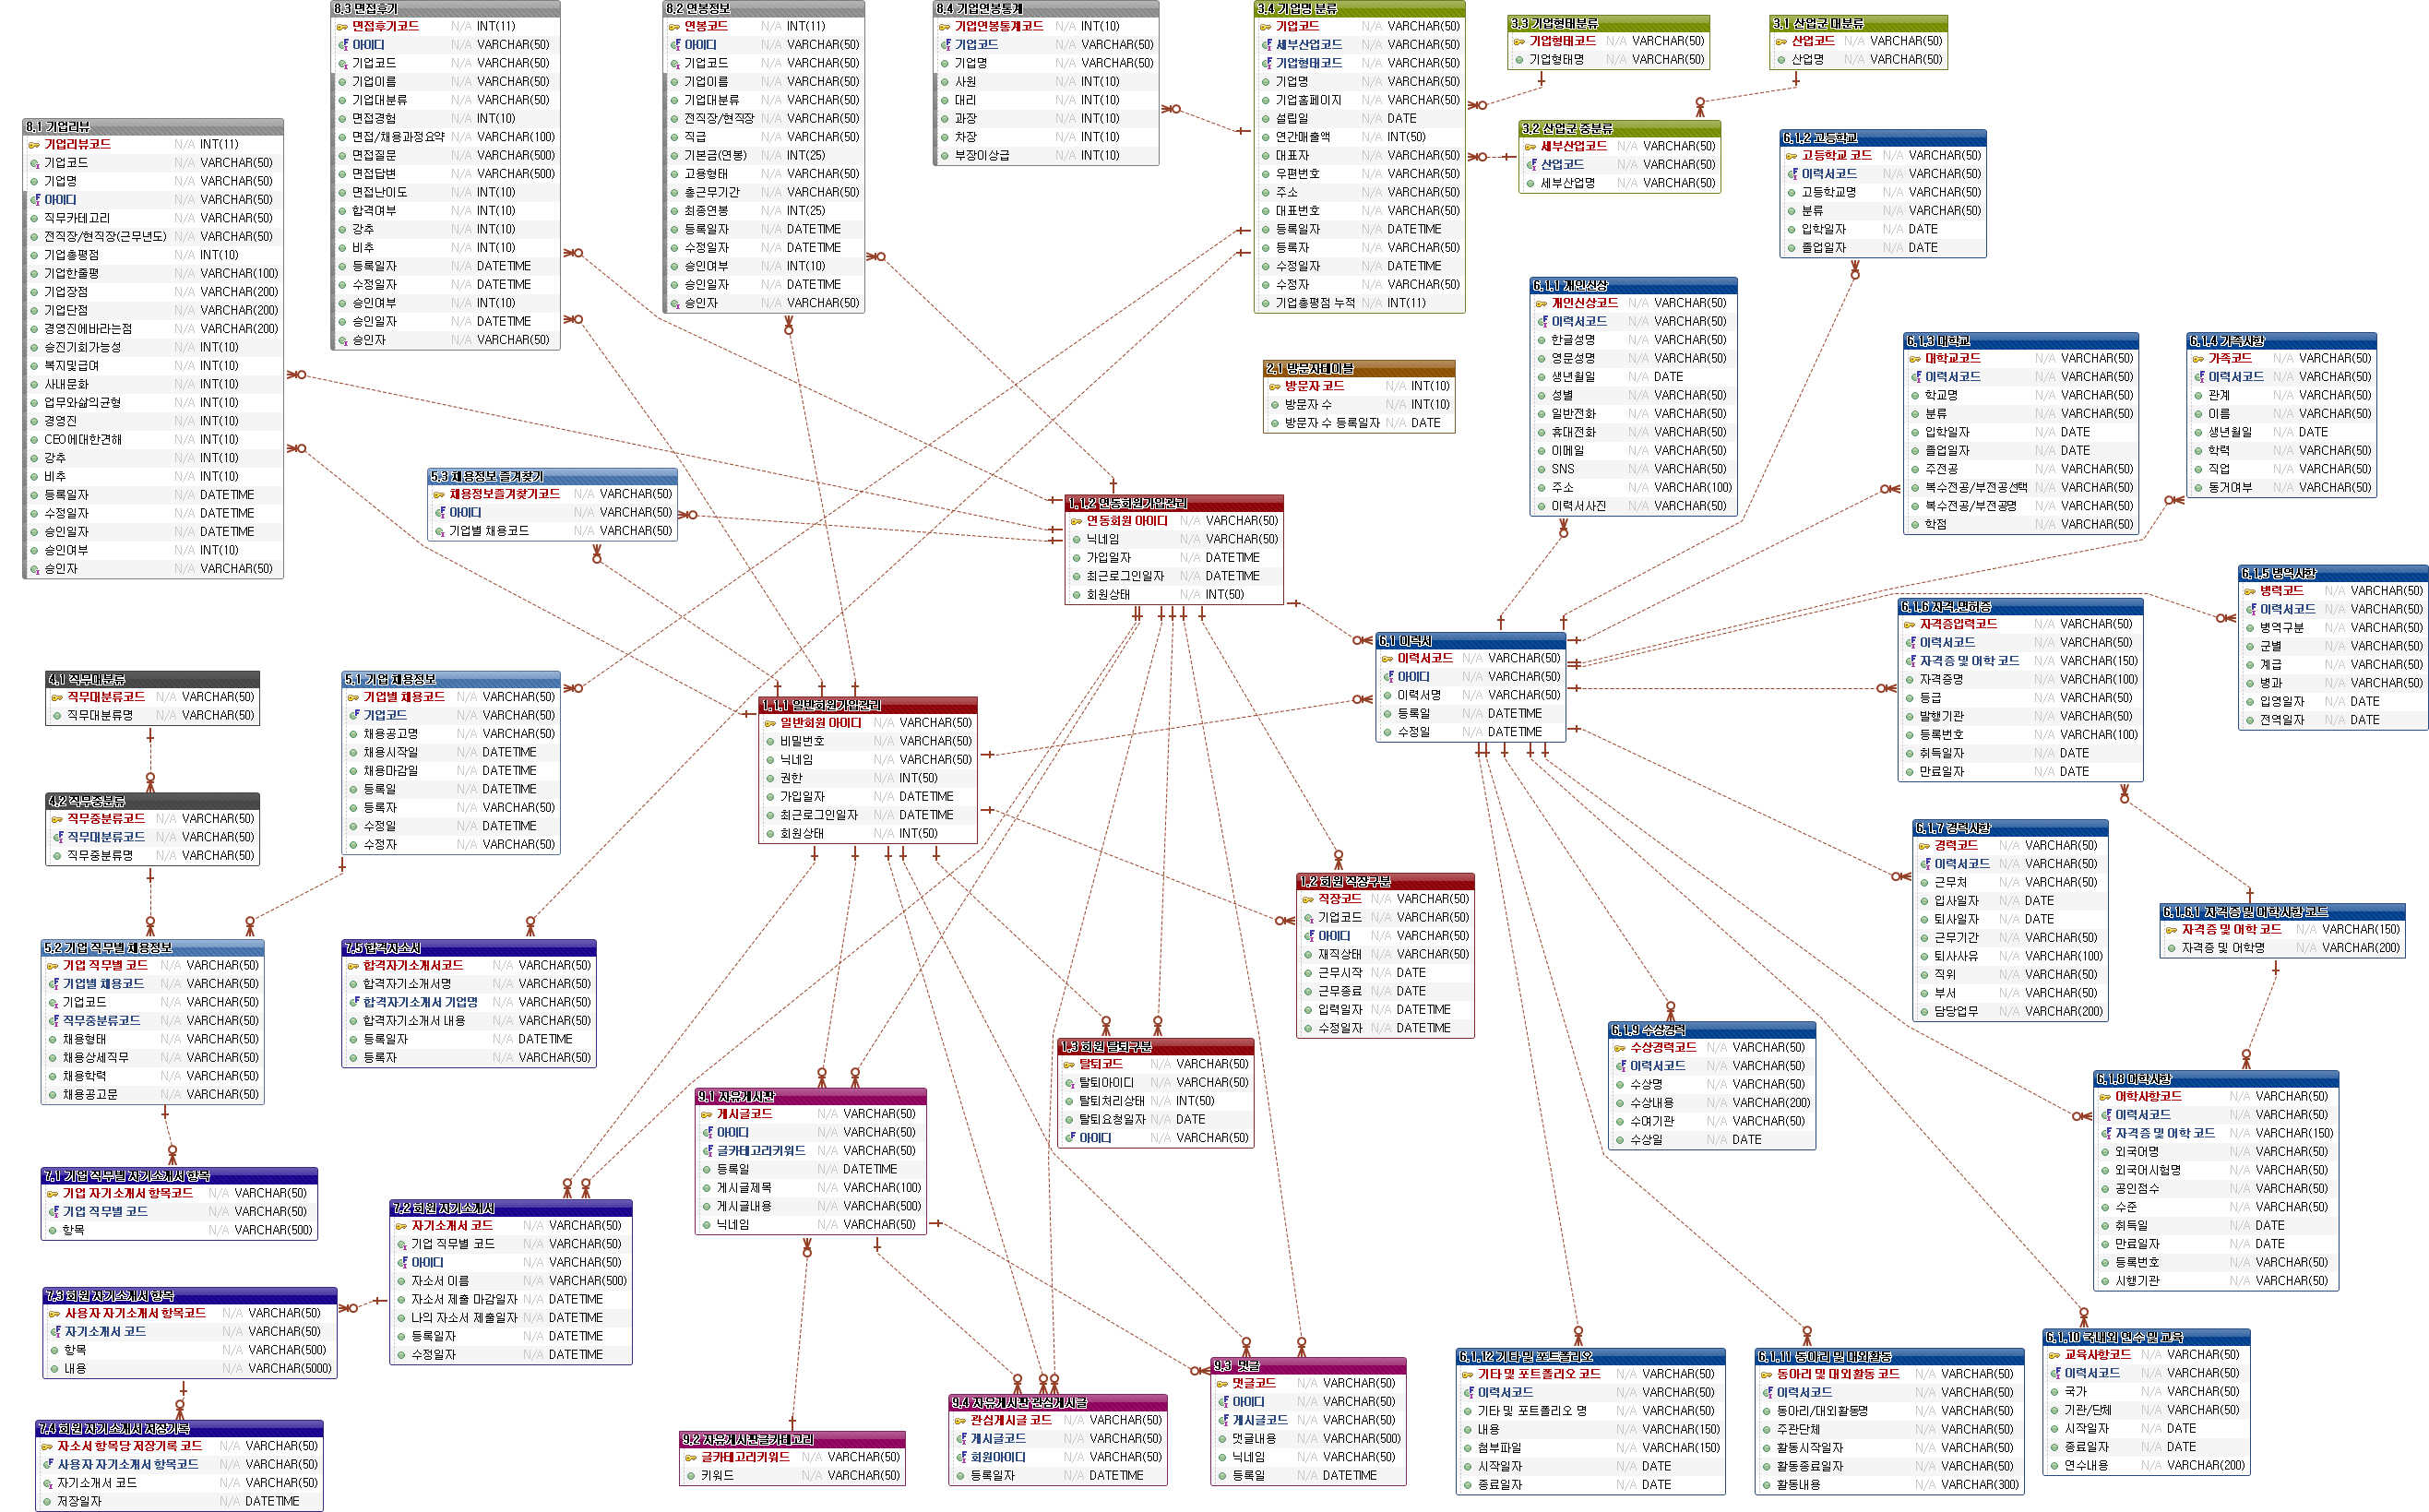 8.3 면접후기
면접후기코드 N/A INT(11)
아이디 N/A VARCHAR(50)
기업코드 N/A VARCHAR(50)
기업이름 N/A VARCHAR(50)
기업대분류 N/A VARCHAR(50)
면접경험 N/A INT(10)
면접/채용과정요약 N/A VARCHAR(100)
면접질문 N/A VARCHAR(500)
면접답변 N/A VARCHAR(500)
면접난이도 N/A INT(10)
합격여부 N/A INT(10)
강추 N/A INT(10)
비추 N/A INT(10)
등록일자 N/A DATETIME
수정일자 N/A DATETIME
승인여부 N/A INT(10)
승인일자 N/A DATETIME
승인자 N/A VARCHAR(50)
8.2 연봉정보
연봉코드 N/A INT(11)
아이디 N/A VARCHAR(50)
기업코드 N/A VARCHAR(50)
기업이름 N/A VARCHAR(50)
기업대분류 N/A VARCHAR(50)
전직장/현직장 N/A VARCHAR(50)
직급 N/A VARCHAR(50)
기본금(연봉) N/A INT(25)
고용형태 N/A VARCHAR(50)
총근무기간 N/A VARCHAR(50)
최종연봉 N/A INT(25)
등록일자 N/A DATETIME
수정일자 N/A DATETIME
승인여부 N/A INT(10)
승인일자 N/A DATETIME
승인자 N/A VARCHAR(50)
8.4 기업연봉통계
기업연봉통계코드 N/A INT(10)
기업코드 N/A VARCHAR(50)
기업명 N/A VARCHAR(50)
사원 N/A INT(10)
대리 N/A INT(10)
과장 N/A INT(10)
차장 N/A INT(10)
부장이상급 N/A INT(10)
3.4 기업명 분류
기업코드 N/A VARCHAR(50)
세부산업코드 N/A VARCHAR(50)
기업형태코드 N/A VARCHAR(50)
기업명 N/A VARCHAR(50)
기업홈페이지 N/A VARCHAR(50)
설립일 N/A DATE
연간매출액 N/A INT(50)
대표자 N/A VARCHAR(50)
우편번호 N/A VARCHAR(50)
주소 N/A VARCHAR(50)
대표번호 N/A VARCHAR(50)
등록일자 N/A DATETIME
등록자 N/A VARCHAR(50)
수정일자 N/A DATETIME
수정자 N/A VARCHAR(50)
기업총평점 누적 N/A INT(11)
3.3 기업형태분류
기업형태코드 N/A VARCHAR(50)
기업형태명 N/A VARCHAR(50)
3.1 산업군 대분류
산업코드 N/A VARCHAR(50)
산업명 N/A VARCHAR(50)
3.2 산업군 중분류
세부산업코드 N/A VARCHAR(50)
산업코드 N/A VARCHAR(50)
세부산업명 N/A VARCHAR(50)
8.1 기업리뷰
기업리뷰코드 N/A INT(11)
기업코드 N/A VARCHAR(50)
기업명 N/A VARCHAR(50)
아이디 N/A VARCHAR(50)
직무카테고리 N/A VARCHAR(50)
전직장/현직장(근무년도) N/A VARCHAR(50)
기업총평점 N/A INT(10)
기업한줄평 N/A VARCHAR(100)
기업장점 N/A VARCHAR(200)
기업단점 N/A VARCHAR(200)
경영진에바라는점 N/A VARCHAR(200)
승진기회가능성 N/A INT(10)
복지및급여 N/A INT(10)
사내문화 N/A INT(10)
업무와삶의균형 N/A INT(10)
경영진 N/A INT(10)
CEO에대한견해 N/A INT(10)
강추 N/A INT(10)
비추 N/A INT(10)
등록일자 N/A DATETIME
수정일자 N/A DATETIME
승인일자 N/A DATETIME
승인여부 N/A INT(10)
승인자 N/A VARCHAR(50)
6.1.2 고등학교
고등학교 코드 N/A VARCHAR(50)
이력서코드 N/A VARCHAR(50)
고등학교명 N/A VARCHAR(50)
분류 N/A VARCHAR(50)
입학일자 N/A DATE
졸업일자 N/A DATE
6.1.1 개인신상
개인신상코드 N/A VARCHAR(50)
이력서코드 N/A VARCHAR(50)
한글성명 N/A VARCHAR(50)
영문성명 N/A VARCHAR(50)
생년월일 N/A DATE
성별 N/A VARCHAR(50)
일반전화 N/A VARCHAR(50)
휴대전화 N/A VARCHAR(50)
이메일 N/A VARCHAR(50)
SNS N/A VARCHAR(50)
주소 N/A VARCHAR(100)
이력서사진 N/A VARCHAR(50)
6.1.3 대학교
대학교코드 N/A VARCHAR(50)
이력서코드 N/A VARCHAR(50)
학교명 N/A VARCHAR(50)
분류 N/A VARCHAR(50)
입학일자 N/A DATE
졸업일자 N/A DATE
주전공 N/A VARCHAR(50)
복수전공/부전공선택 N/A VARCHAR(50)
복수전공/부전공명 N/A VARCHAR(50)
학점 N/A VARCHAR(50)
6.1.4 가족사항
가족코드 N/A VARCHAR(50)
이력서코드 N/A VARCHAR(50)
관계 N/A VARCHAR(50)
이름 N/A VARCHAR(50)
생년월일 N/A DATE
학력 N/A VARCHAR(50)
직업 N/A VARCHAR(50)
동거여부 N/A VARCHAR(50)
2.1 방문자테이블
방문자 코드 N/A INT(10)
방문자 수 N/A INT(10)
방문자 수 등록일자 N/A DATE
5.3 채용정보 즐겨찾기
채용정보즐겨찾기코드 N/A VARCHAR(50)
아이디 N/A VARCHAR(50)
기업별 채용코드 N/A VARCHAR(50)
1.1.2 연동회원가입관리
연동회원 아이디 N/A VARCHAR(50)
닉네임 N/A VARCHAR(50)
가입일자 N/A DATETIME
최근로그인일자 N/A DATETIME
회원상태 N/A INT(50)
6.1.5 병역사항
병력코드 N/A VARCHAR(50)
이력서코드 N/A VARCHAR(50)
병역구분 N/A VARCHAR(50)
군별 N/A VARCHAR(50)
계급 N/A VARCHAR(50)
병과 N/A VARCHAR(50)
입영일자 N/A DATE
전역일자 N/A DATE
6.1.6 자격,면허증
자격증입력코드 N/A VARCHAR(50)
이력서코드 N/A VARCHAR(50)
자격증 및 어학 코드 N/A VARCHAR(150)
자격증명 N/A VARCHAR(100)
등급 N/A VARCHAR(50)
발행기관 N/A VARCHAR(50)
등록번호 N/A VARCHAR(100)
취득일자 N/A DATE
만료일자 N/A DATE
6.1 이력서
이력서코드 N/A VARCHAR(50)
아이디 N/A VARCHAR(50)
이력서명 N/A VARCHAR(50)
등록일 N/A DATETIME
수정일 N/A DATETIME
4.1 직무대분류
직무대분류코드 N/A VARCHAR(50)
직무대분류명 N/A VARCHAR(50)
5.1 기업 채용정보
기업별 채용코드 N/A VARCHAR(50)
기업코드 N/A VARCHAR(50)
채용공고명 N/A VARCHAR(50)
채용시작일 N/A DATETIME
채용마감일 N/A DATETIME
등록일 N/A DATETIME
등록자 N/A VARCHAR(50)
수정일 N/A DATETIME
수정자 N/A VARCHAR(50)
1.1.1 일반회원가입관리
일반회원 아이디 N/A VARCHAR(50)
비밀번호 N/A VARCHAR(50)
닉네임 N/A VARCHAR(50)
권한 N/A INT(50)
가입일자 N/A DATETIME
최근로그인일자 N/A DATETIME
회원상태 N/A INT(50)
4.2 직무중분류
직무중분류코드 N/A VARCHAR(50)
직무대분류코드 N/A VARCHAR(50)
직무중분류명 N/A VARCHAR(50)
6.1.7 경력사항
경력코드 N/A VARCHAR(50)
이력서코드 N/A VARCHAR(50)
근무처 N/A VARCHAR(50)
입사일자 N/A DATE
퇴사일자 N/A DATE
근무기간 N/A VARCHAR(50)
퇴사사유 N/A VARCHAR(100)
직위 N/A VARCHAR(50)
부서 N/A VARCHAR(50)
담당업무 N/A VARCHAR(200)
1.2 회원 직장구분
직장코드 N/A VARCHAR(50)
기업코드 N/A VARCHAR(50)
아이디 N/A VARCHAR(50)
재직상태 N/A VARCHAR(50)
근무시작 N/A DATE
근무종료 N/A DATE
입력일자 N/A DATETIME
수정일자 N/A DATETIME
6.1.6.1 자격증 및 어학사항 코드
자격증 및 어학 코드 N/A VARCHAR(150)
자격증 및 어학명 N/A VARCHAR(200)
5.2 기업 직무별 채용정보
기업 직무별 코드 N/A VARCHAR(50)
기업별 채용코드 N/A VARCHAR(50)
기업코드 N/A VARCHAR(50)
직무중분류코드 N/A VARCHAR(50)
채용형태 N/A VARCHAR(50)
채용상세직무 N/A VARCHAR(50)
채용학력 N/A VARCHAR(50)
채용공고문 N/A VARCHAR(50)
7.5 합격자소서
합격자기소개서코드 N/A VARCHAR(50)
합격자기소개서명 N/A VARCHAR(50)
합격자기소개서 기업명 N/A VARCHAR(50)
합격자기소개서 내용 N/A VARCHAR(50)
등록일자 N/A DATETIME
등록자 N/A VARCHAR(50)
6.1.9 수상경력
수상경력코드 N/A VARCHAR(50)
이력서코드 N/A VARCHAR(50)
수상명 N/A VARCHAR(50)
수상내용 N/A VARCHAR(200)
수여기관 N/A VARCHAR(50)
수상일 N/A DATE
1.3 회원 탈퇴구분
탈퇴코드 N/A VARCHAR(50)
탈퇴아이디 N/A VARCHAR(50)
탈퇴처리상태 N/A INT(50)
탈퇴요청일자 N/A DATE
아이디 N/A VARCHAR(50)
6.1.8 어학사항
어학사항코드 N/A VARCHAR(50)
이력서코드 N/A VARCHAR(50)
자격증 및 어학 코드 N/A VARCHAR(150)
외국어명 N/A VARCHAR(50)
외국어시험명 N/A VARCHAR(50)
공인점수 N/A VARCHAR(50)
수준 N/A VARCHAR(50)
취득일 N/A DATE
만료일자 N/A DATE
등록번호 N/A VARCHAR(50)
시행기관 N/A VARCHAR(50)
9.1 자유게시판
게시글코드 N/A VARCHAR(50)
아이디 N/A VARCHAR(50)
글카테고리키워드 N/A VARCHAR(50)
등록일 N/A DATETIME
게시글제목 N/A VARCHAR(100)
게시글내용 N/A VARCHAR(500)
닉네임 N/A VARCHAR(50)
7.1 기업 직무별 자기소개서 항목
기업 자기소개서 항목코드 N/A VARCHAR(50)
기업 직무별 코드 N/A VARCHAR(50)
항목 N/A VARCHAR(500)
7.2 회원 자기소개서
자기소개서 코드 N/A VARCHAR(50)
기업 직무별 코드 N/A VARCHAR(50)
아이디 N/A VARCHAR(50)
자소서 이름 N/A VARCHAR(500)
자소서 제출 마감일자 N/A DATETIME
나의 자소서 제출일자 N/A DATETIME
등록일자 N/A DATETIME
수정일자 N/A DATETIME
7.3 회원 자기소개서 항목
사용자 자기소개서 항목코드 N/A VARCHAR(50)
자기소개서 코드 N/A VARCHAR(50)
항목 N/A VARCHAR(500)
내용 N/A VARCHAR(5000)
7.4 회원 자기소개서 저장기록
자소서 항목당 저장기록 코드 N/A VARCHAR(50)
사용자 자기소개서 항목코드 N/A VARCHAR(50)
자기소개서 코드 N/A VARCHAR(50)
저장일자 N/A DATETIME
9.2 자유게시판글카테고리
글카테고리키워드 N/A VARCHAR(50)
키워드 N/A VARCHAR(50)
9.4 자유게시판 관심게시글
관심게시글 코드 N/A VARCHAR(50)
게시글코드 N/A VARCHAR(50)
회원아이디 N/A VARCHAR(50)
등록일자 N/A DATETIME
9.3 댓글
댓글코드 N/A VARCHAR(50)
아이디 N/A VARCHAR(50)
게시글코드 N/A VARCHAR(50)
댓글내용 N/A VARCHAR(500)
닉네임 N/A VARCHAR(50)
등록일 N/A DATETIME
6.1.12 기타 및 포트폴리오
기타 및 포트폴리오 코드 N/A VARCHAR(50)
이력서코드 N/A VARCHAR(50)
기타 및 포트폴리오 명 N/A VARCHAR(50)
내용 N/A VARCHAR(150)
첨부파일 N/A VARCHAR(150)
시작일자 N/A DATE
종료일자 N/A DATE
6.1.11 동아리 및 대외활동
동아리 및 대외활동 코드 N/A VARCHAR(50)
이력서코드 N/A VARCHAR(50)
동아리/대외활동명 N/A VARCHAR(50)
주관단체 N/A VARCHAR(50)
활동시작일자 N/A VARCHAR(50)
활동종료일자 N/A VARCHAR(50)
활동내용 N/A VARCHAR(300)
6.1.10 국내외 연수 및 교육
교육사항코드 N/A VARCHAR(50)
이력서코드 N/A VARCHAR(50)
국가 N/A VARCHAR(50)
기관/단체 N/A VARCHAR(50)
시작일자 N/A DATE
종료일자 N/A DATE
연수내용 N/A VARCHAR(200)